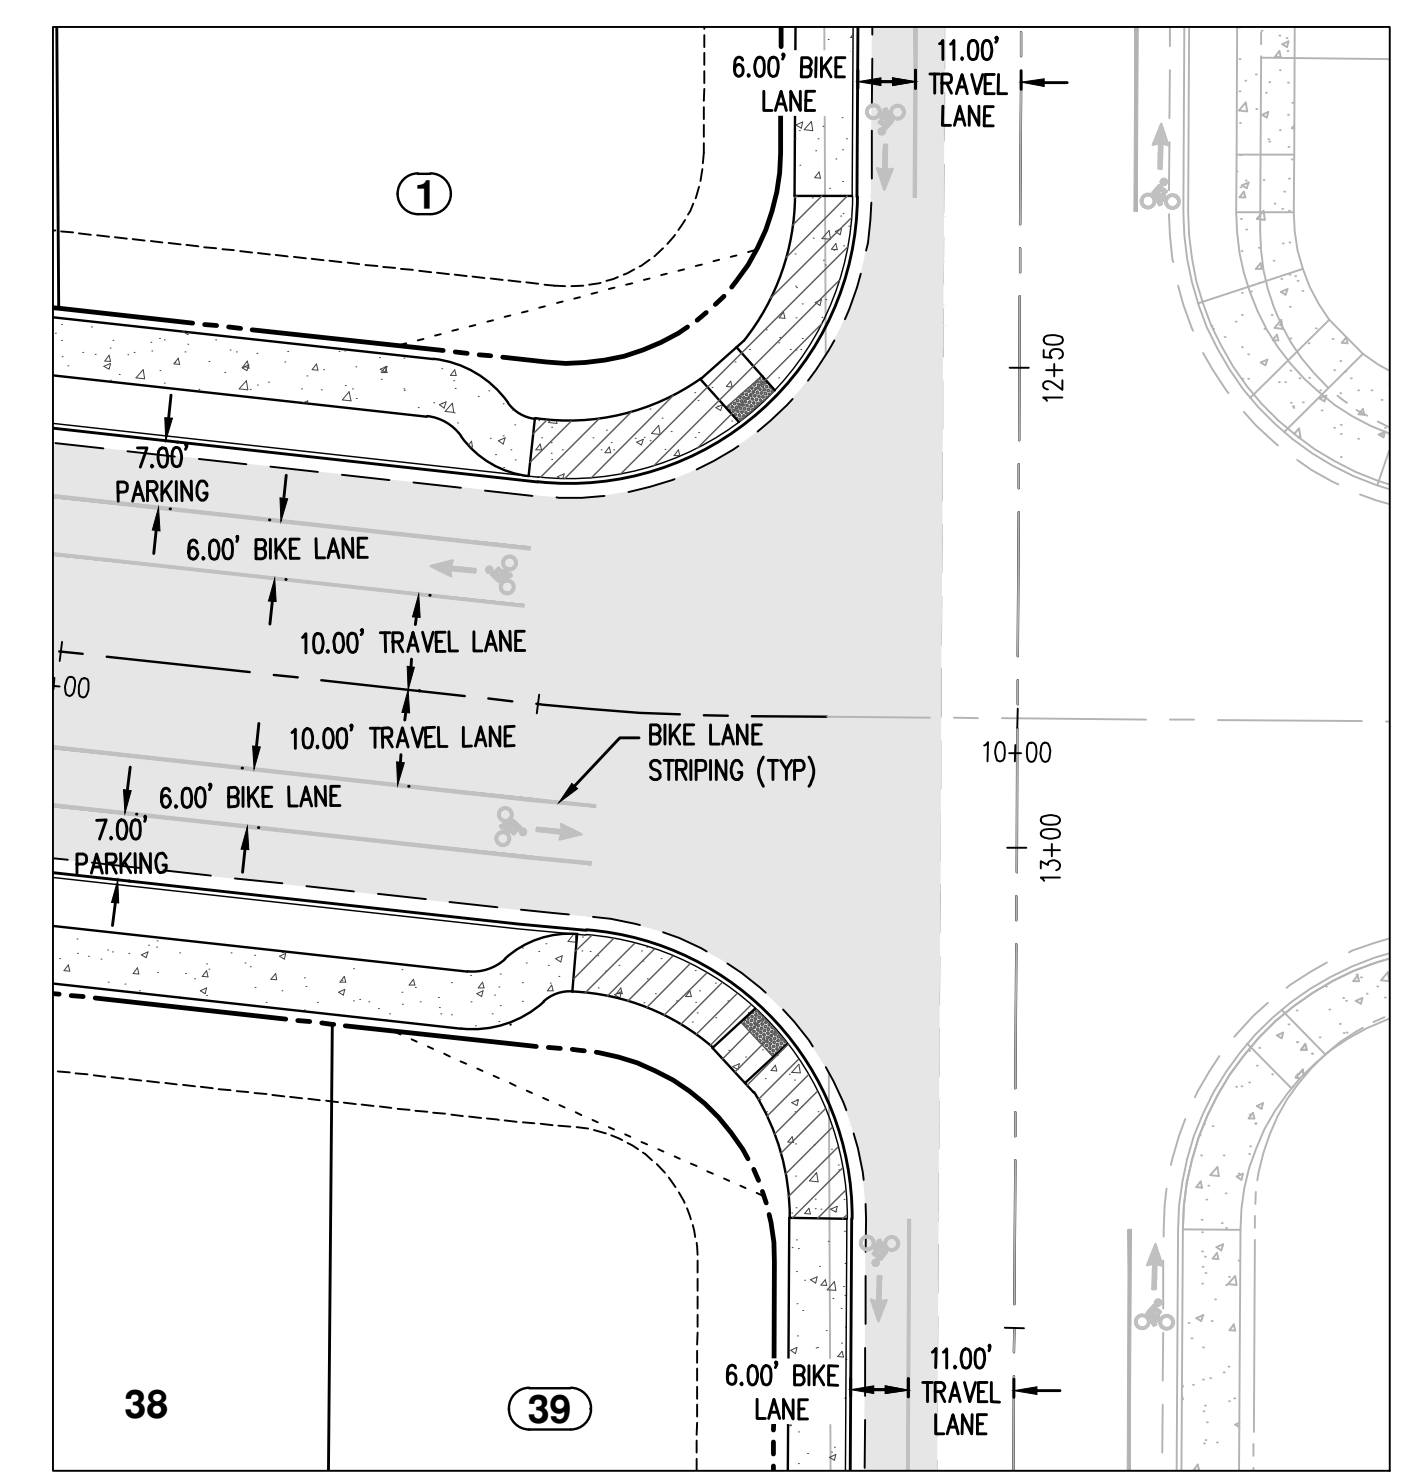 6.00' BIKE
LANE
11.00'
TRAVEL
LANE
1
12+50
7.00'
PARKING
6.00' BIKE LANE
10.00' TRAVEL LANE
+00
10.00' TRAVEL LANE
BIKE LANE
STRIPING (TYP)
10+00
6.00' BIKE LANE
7.00'
PARKING
13+00
6.00' BIKE
LANE
11.00'
TRAVEL
LANE
38
39